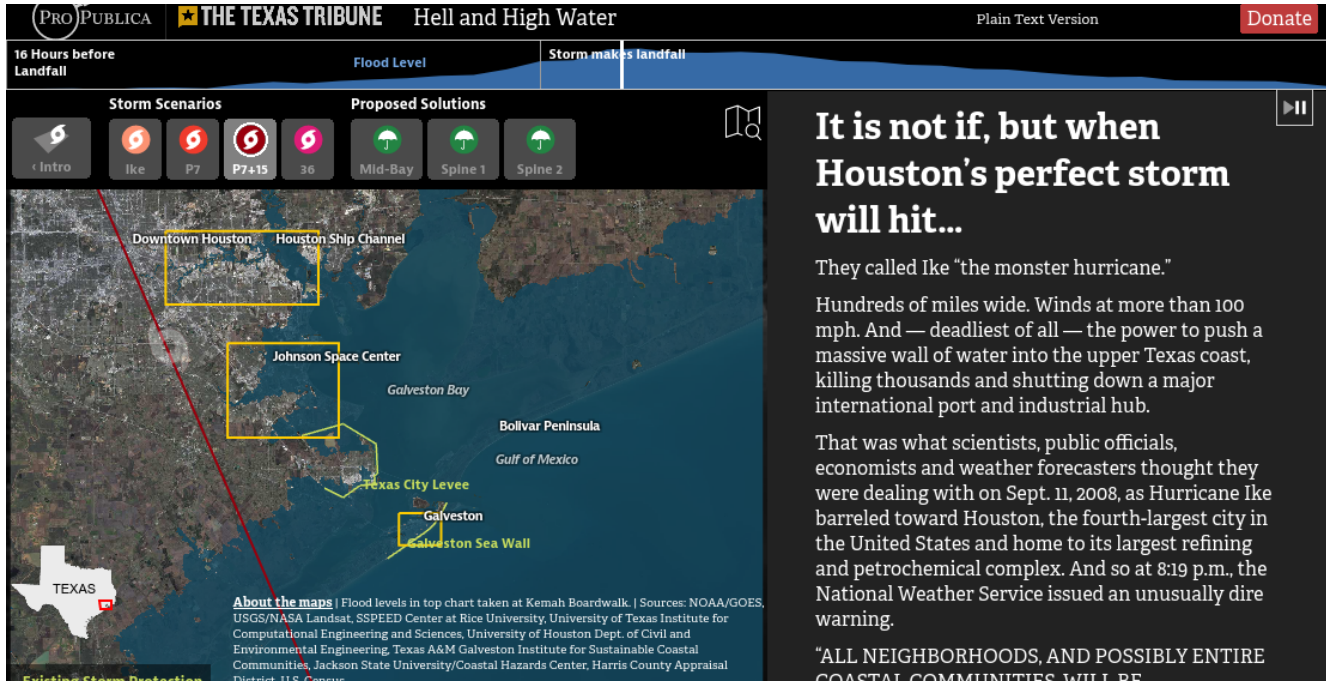 PROPUBLICA
THE TEXAS TRIBUNE
Hell and High Water
Plain Text Version
Donate
16 Hours before
Landfall
Flood Level
Storm makes landfall
Storm Scenarios
Proposed Solutions
‹ Intro
Ike
P7
P7+15
36
Mid-Bay
Spine 1
Spine 2
Downtown Houston
Houston Ship Channel
Johnson Space Center
Galveston Bay
Bolivar Peninsula
Gulf of Mexico
Texas City Levee
Galveston
Galveston Sea Wall
TEXAS
About the maps | Flood levels in top chart taken at Kemah Boardwalk. | Sources: NOAA/GOES,
USGS/NASA Landsat, SSPEED Center at Rice University, University of Texas Institute for
Computational Engineering and Sciences, University of Houston Dept. of Civil and
Environmental Engineering, Texas A&M Galveston Institute for Sustainable Coastal
Communities, Jackson State University/Coastal Hazards Center, Harris County Appraisal
District, U.S. Census
Existing Storm Protection
It is not if, but when
Houston's perfect storm
will hit...
They called Ike “the monster hurricane.”
Hundreds of miles wide. Winds at more than 100
mph. And — deadliest of all — the power to push a
massive wall of water into the upper Texas coast,
killing thousands and shutting down a major
international port and industrial hub.
That was what scientists, public officials,
economists and weather forecasters thought they
were dealing with on Sept. 11, 2008, as Hurricane Ike
barreled toward Houston, the fourth-largest city in
the United States and home to its largest refining
and petrochemical complex. And so at 8:19 p.m., the
National Weather Service issued an unusually dire
warning.
“ALL NEIGHBORHOODS, AND POSSIBLY ENTIRE
COASTAL COMMUNITIES, WILL BE